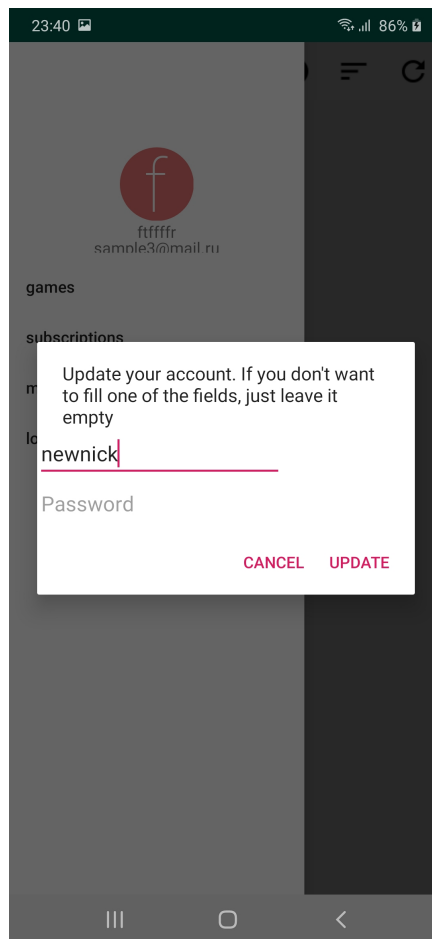 23:40
86%
f
ftffffr
sample3@mail.ru
games
subscriptions
Update your account. If you don't want
to fill one of the fields, just leave it
empty
newnick
Password
CANCEL
UPDATE